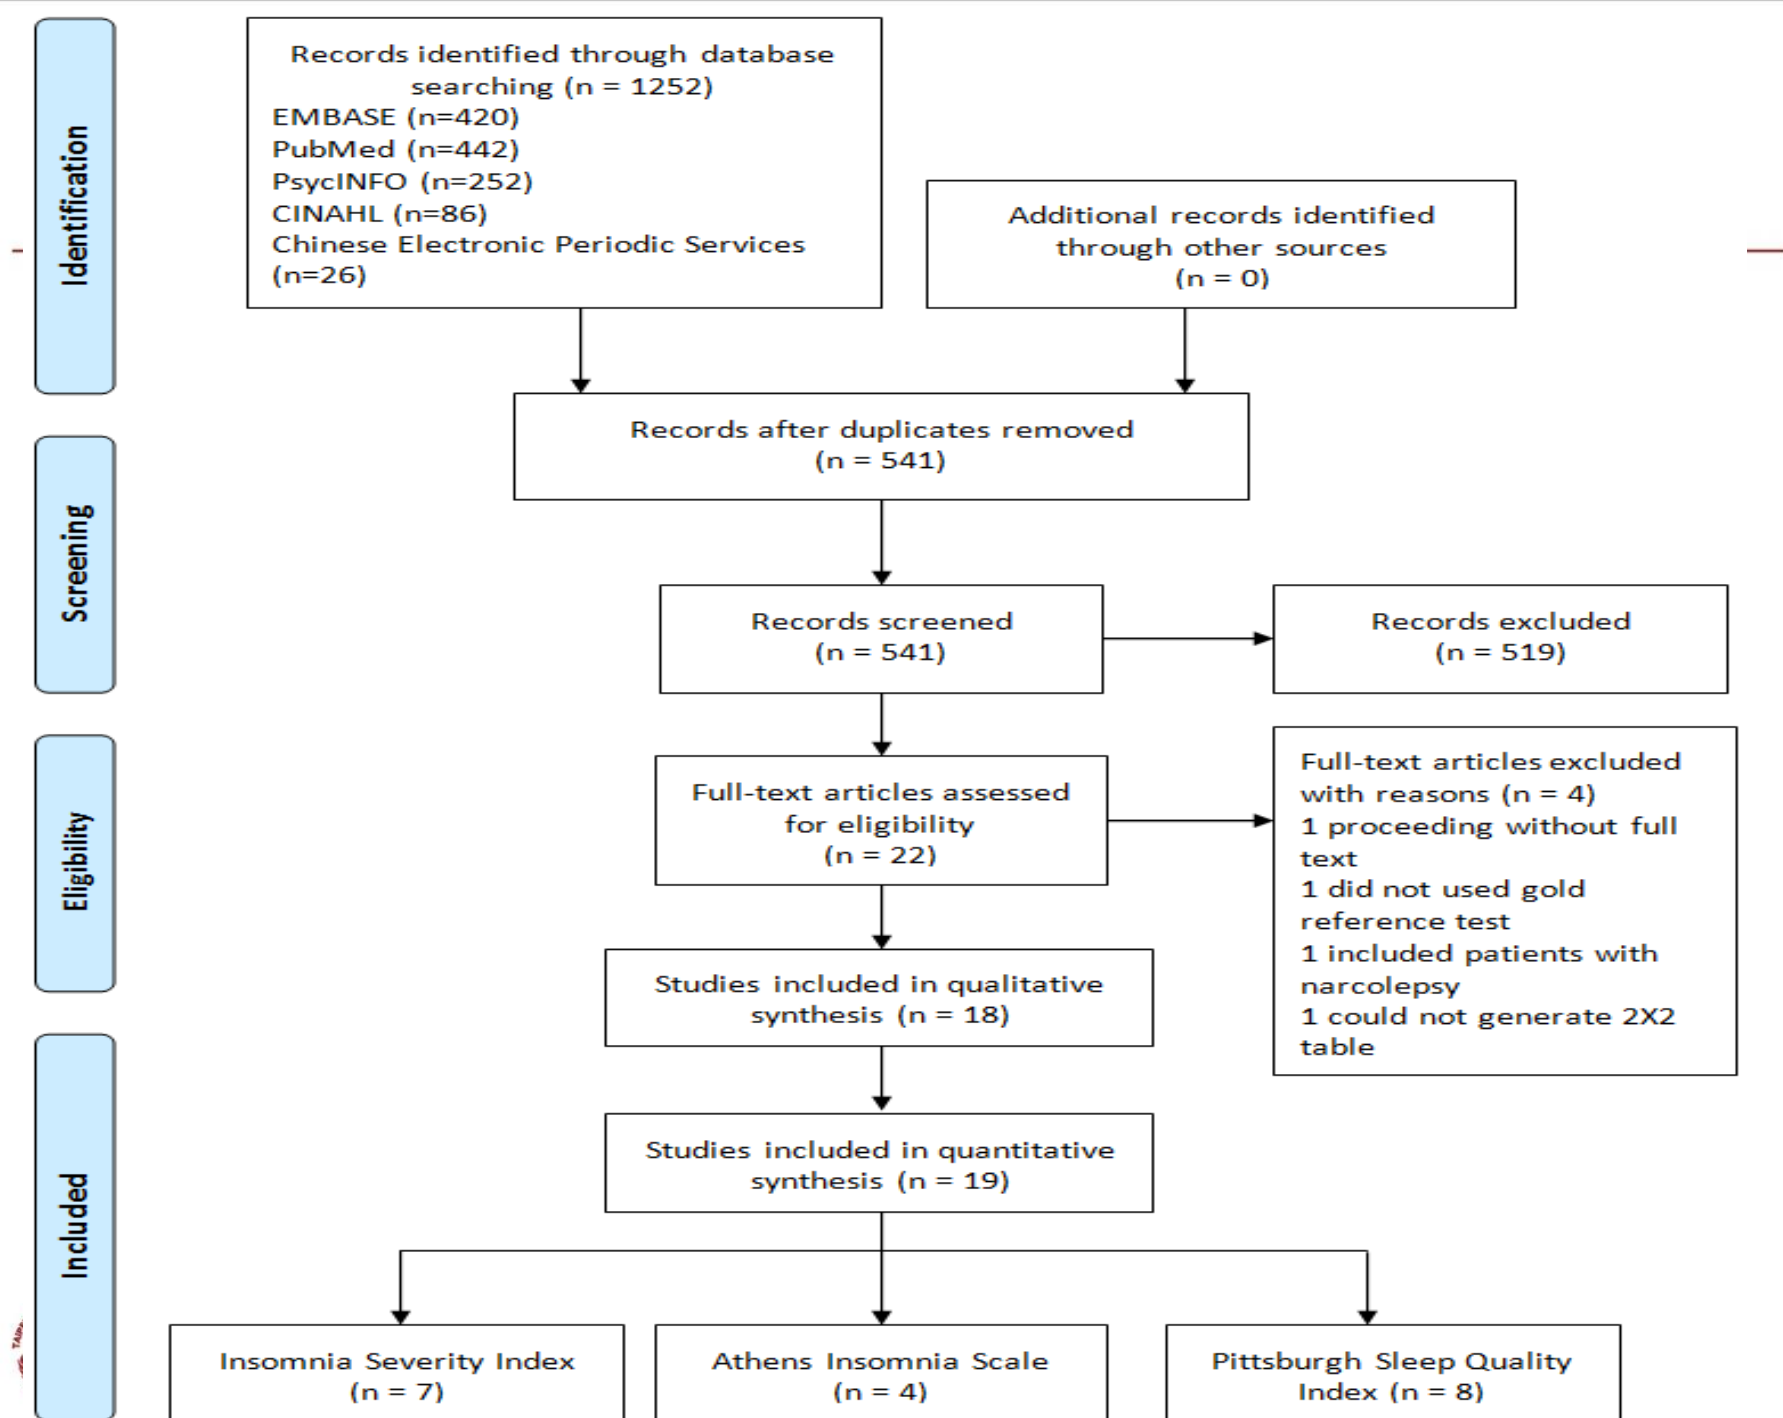 Identification
Records identified through database
searching (n = 1252)
EMBASE (n=420)
PubMed (n=442)
PsycINFO (n=252)
CINAHL (n=86)
Chinese Electronic Periodic Services
(n=26)
Additional records identified
through other sources
(n = 0)
Records after duplicates removed
(n = 541)
Screening
Records screened
(n = 541)
Records excluded
(n = 519)
Eligibility
Full-text articles assessed
for eligibility
(n = 22)
Full-text articles excluded
with reasons (n = 4)
1 proceeding without full
text
1 did not used gold
reference test
1 included patients with
narcolepsy
1 could not generate 2X2
table
Studies included in qualitative
synthesis (n = 18)
Included
Studies included in quantitative
synthesis (n = 19)
Insomnia Severity Index
(n = 7)
Athens Insomnia Scale
(n = 4)
Pittsburgh Sleep Quality
Index (n = 8)